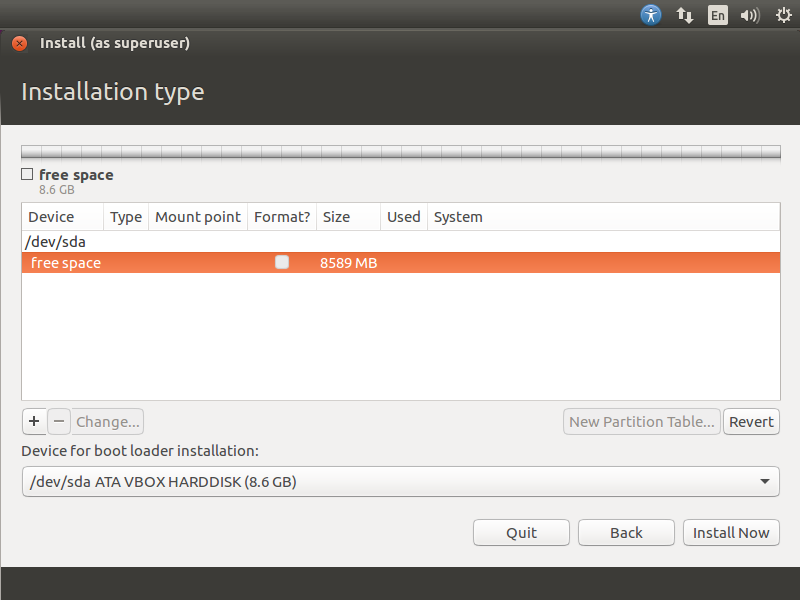 En
Install (as superuser)
Installation type
free space
8.6 GB
Device Type Mount point Format? Size Used System
/dev/sda
free space 8589 MB
+ − Change... New Partition Table... Revert
Device for boot loader installation:
/dev/sda ATA VBOX HARDDISK (8.6 GB)
Quit Back Install Now